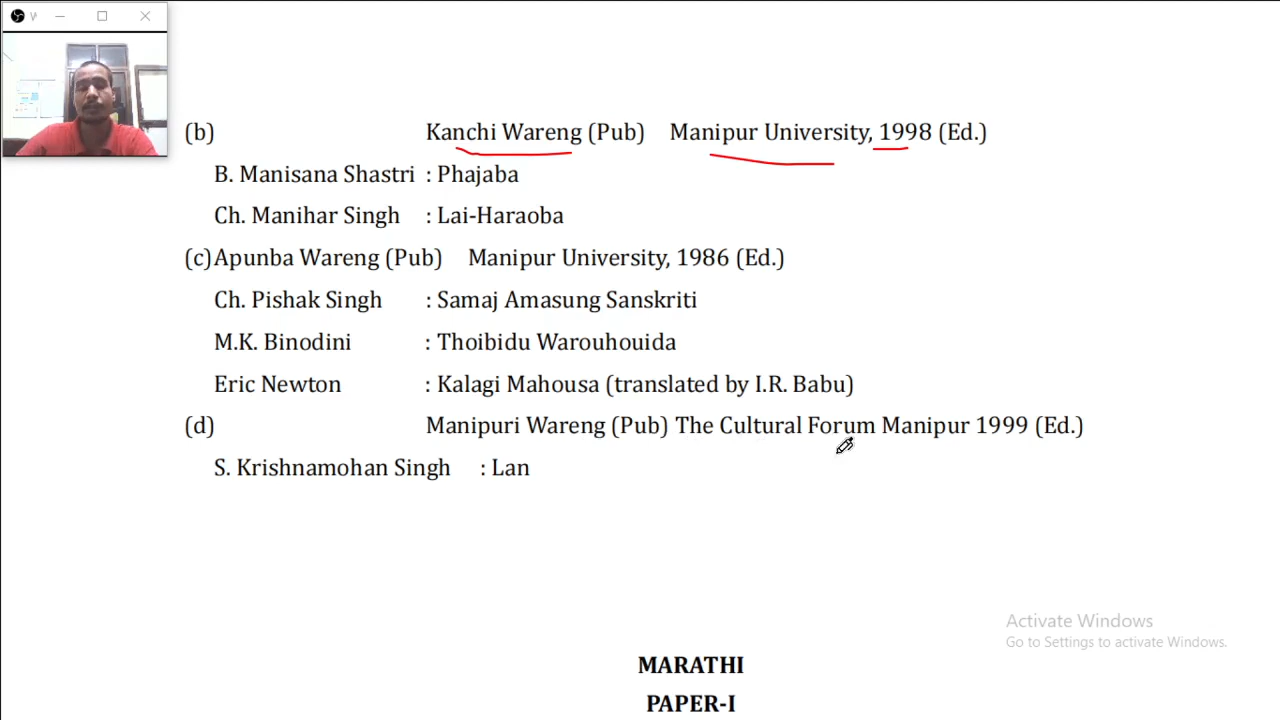 (b) Kanchi Wareng (Pub) Manipur University, 1998 (Ed.)
B. Manisana Shastri : Phajaba
Ch. Manihar Singh : Lai-Haraoba
(c) Apunba Wareng (Pub) Manipur University, 1986 (Ed.)
Ch. Pishak Singh : Samaj Amasung Sanskriti
M.K. Binodini : Thoibidu Warouhouida
Eric Newton : Kalagi Mahousa (translated by I.R. Babu)
(d) Manipuri Wareng (Pub) The Cultural Forum Manipur 1999 (Ed.)
S. Krishnamohan Singh : Lan
Activate Windows
Go to Settings to activate Windows.
MARATHI
PAPER-I